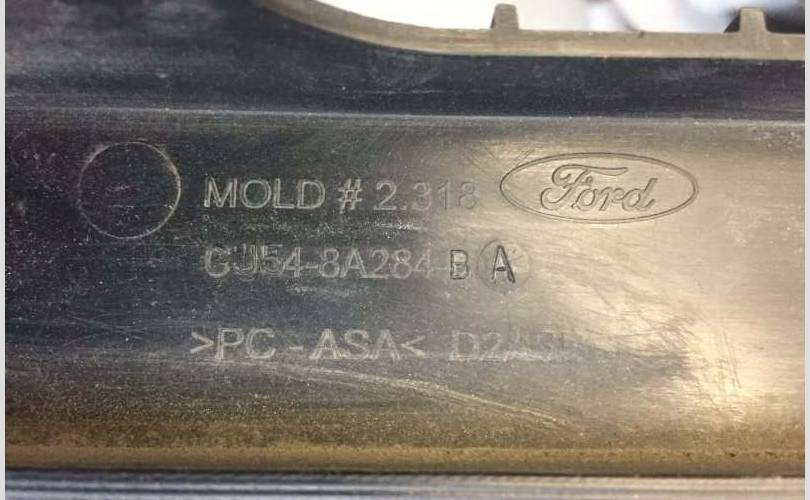 MOLD # 2.318 Ford
GJ54-8A284-B A
>PC-ASA<